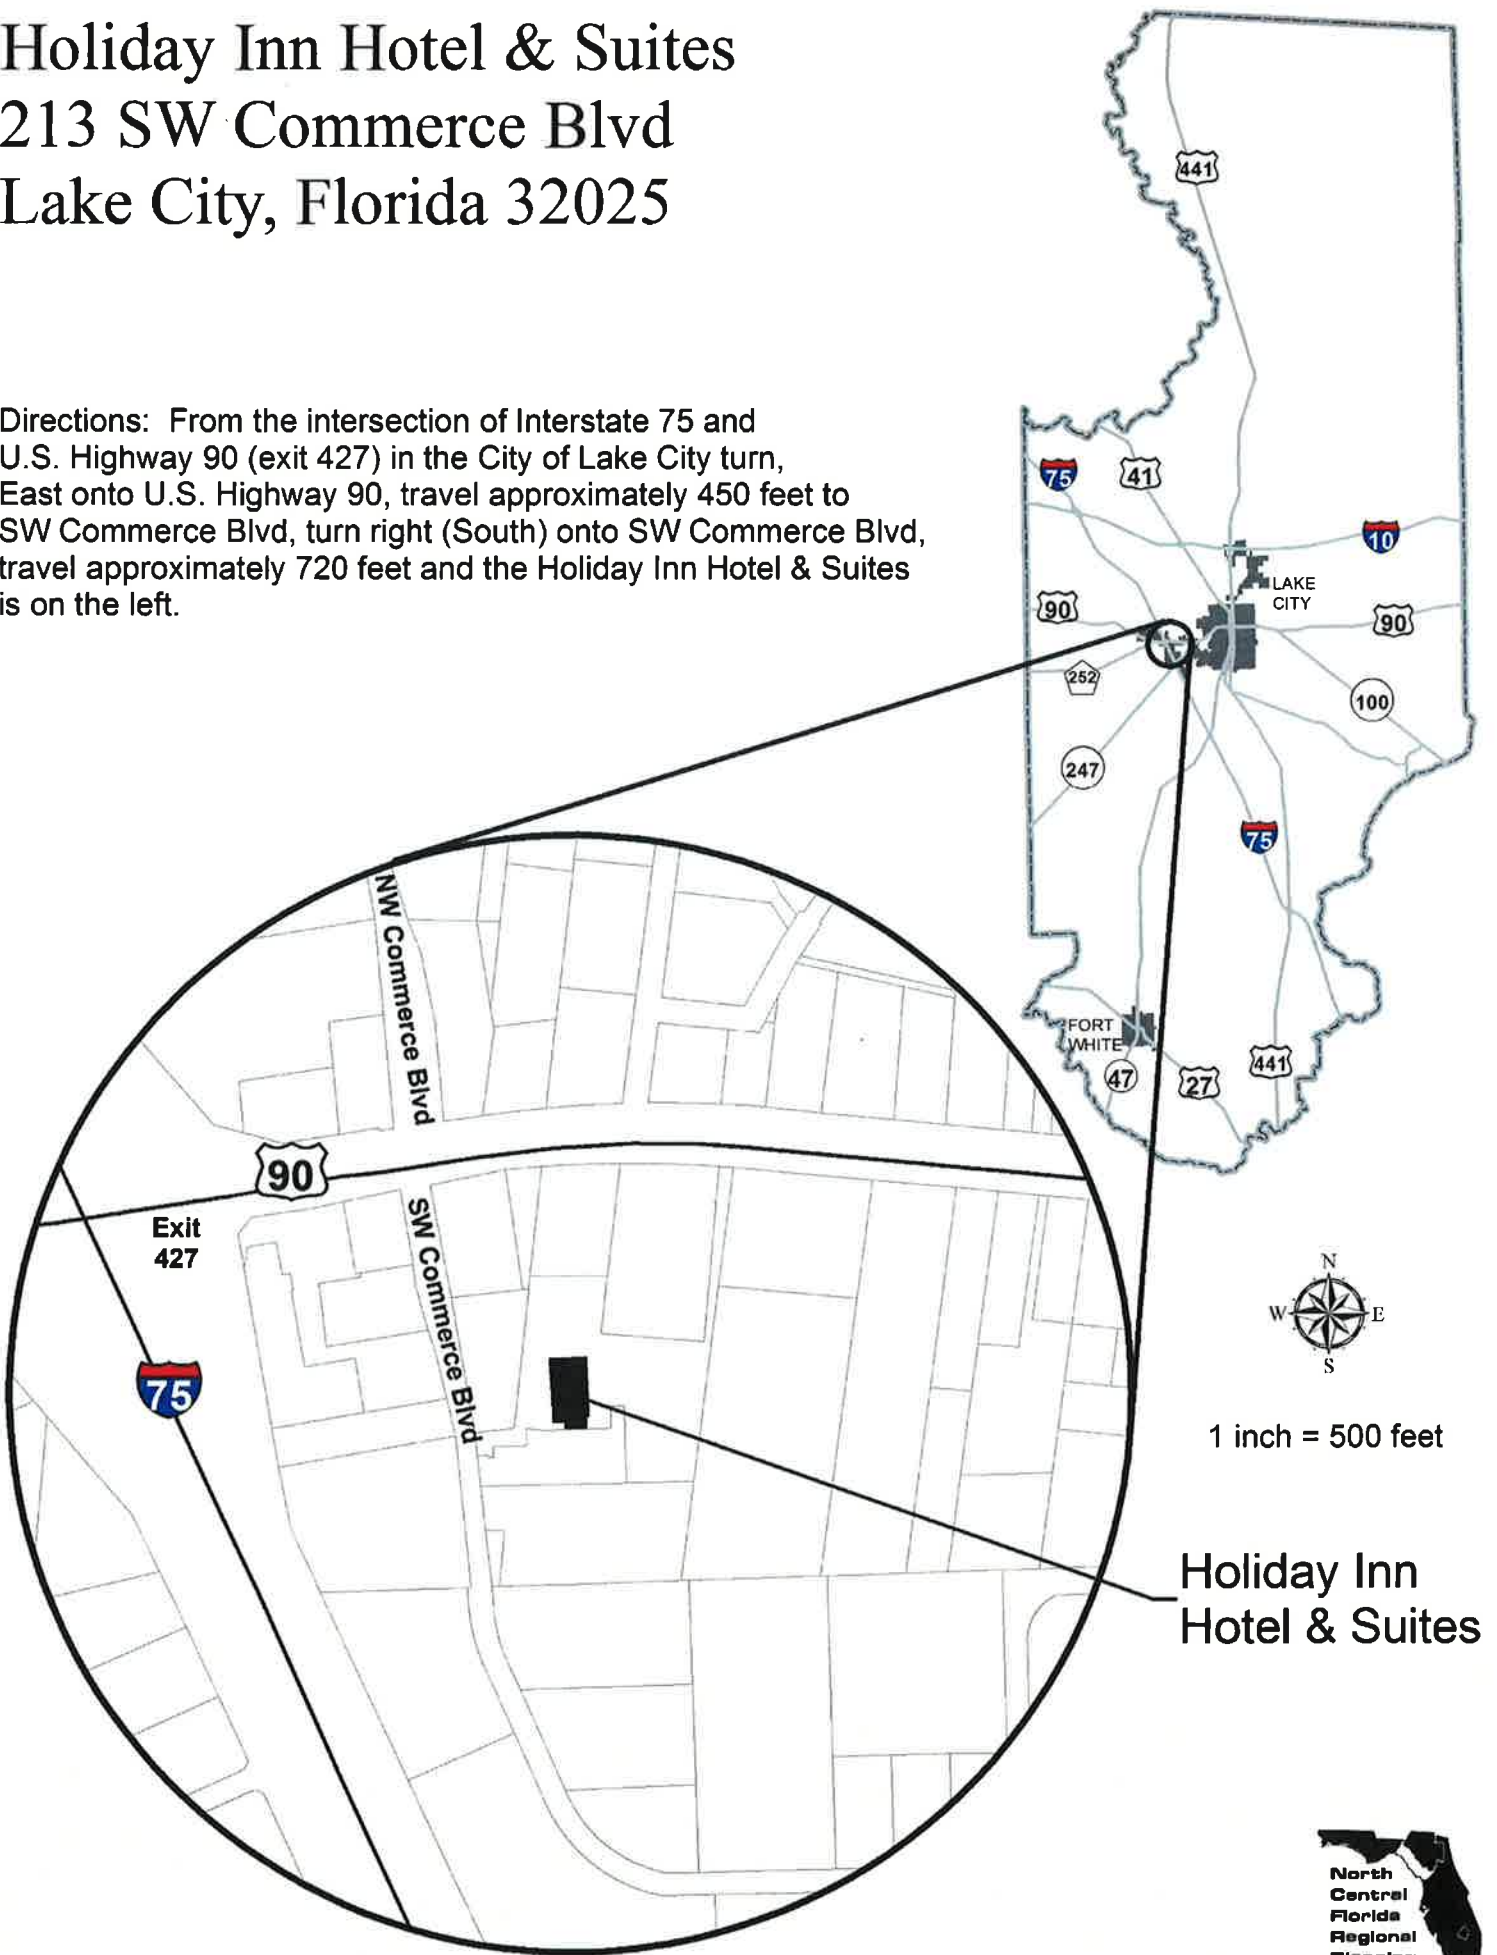 Holiday Inn Hotel & Suites
213 SW Commerce Blvd
Lake City, Florida 32025
Directions: From the intersection of Interstate 75 and
U.S. Highway 90 (exit 427) in the City of Lake City turn,
East onto U.S. Highway 90, travel approximately 450 feet to
SW Commerce Blvd, turn right (South) onto SW Commerce Blvd,
travel approximately 720 feet and the Holiday Inn Hotel & Suites
is on the left.
441
75
41
10
LAKE
CITY
90
90
252
100
247
75
FORT
WHITE
47
27
441
NW Commerce Blvd
90
Exit
427
SW Commerce Blvd
75
N
W
E
S
1 inch = 500 feet
Holiday Inn
Hotel & Suites
North
Central
Florida
Regional